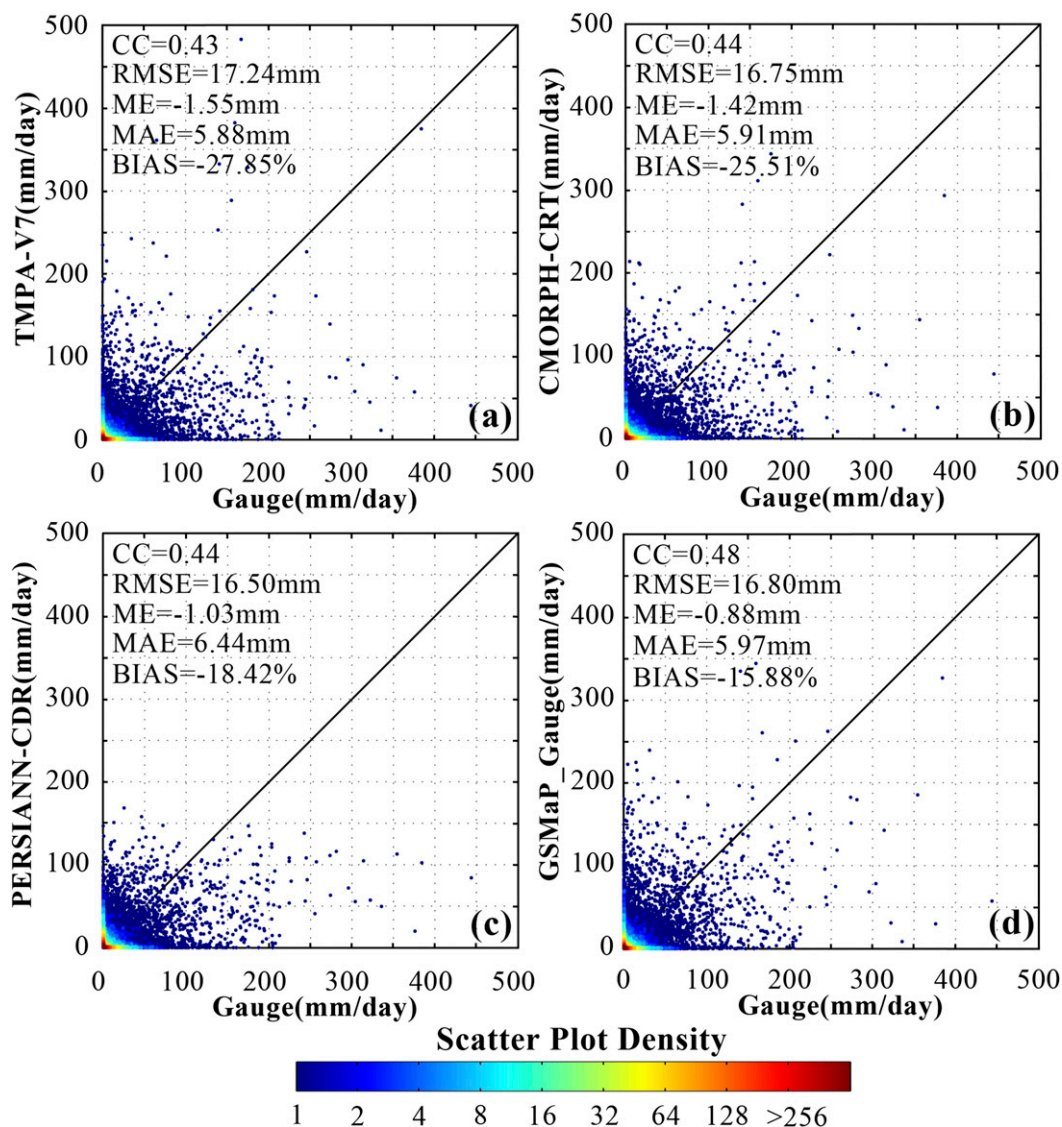 500
400
300
200
100
0
TMPA-V7(mm/day)
CC=0.43
RMSE=17.24mm
ME=-1.55mm
MAE=5.88mm
BIAS=-27.85%
(a)
0 100 200 300 400 500
Gauge(mm/day)
500
400
300
200
100
0
CMORPH-CRT(mm/day)
CC=0.44
RMSE=16.75mm
ME=-1.42mm
MAE=5.91mm
BIAS=-25.51%
(b)
0 100 200 300 400 500
Gauge(mm/day)
500
400
300
200
100
0
PERSIANN-CDR(mm/day)
CC=0.44
RMSE=16.50mm
ME=-1.03mm
MAE=6.44mm
BIAS=-18.42%
(c)
0 100 200 300 400 500
Gauge(mm/day)
500
400
300
200
100
0
GSMaP_Gauge(mm/day)
CC=0.48
RMSE=16.80mm
ME=-0.88mm
MAE=5.97mm
BIAS=-15.88%
(d)
0 100 200 300 400 500
Gauge(mm/day)
Scatter Plot Density
1 2 4 8 16 32 64 128 >256